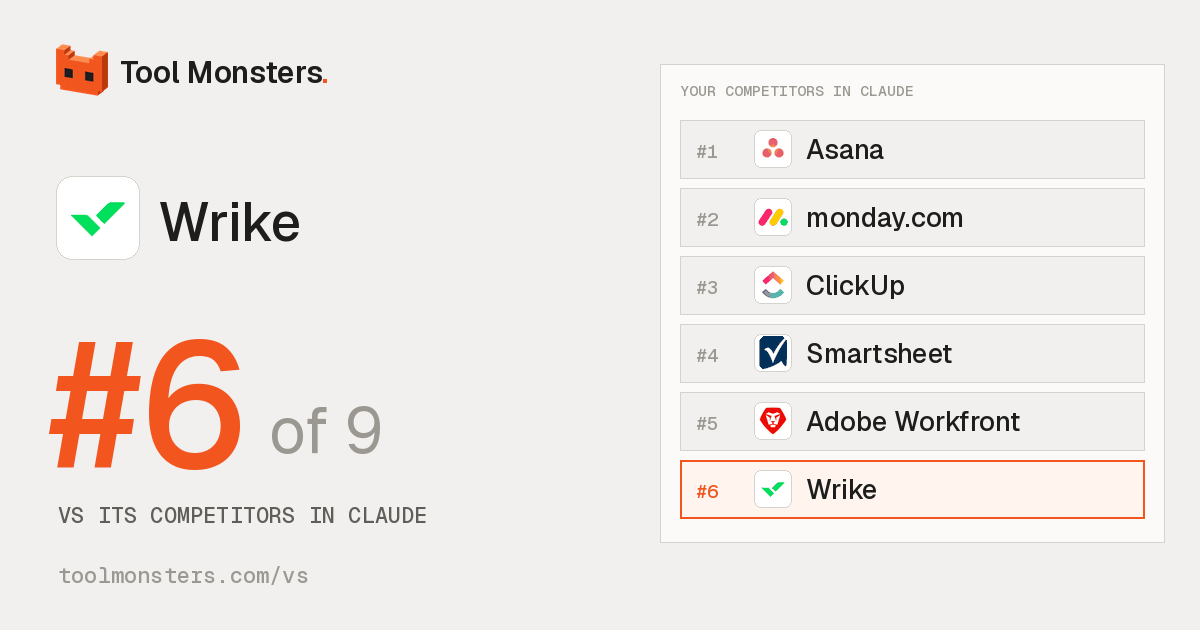 Tool Monsters.
Wrike
#6 of 9
VS ITS COMPETITORS IN CLAUDE
toolmonsters.com/vs
YOUR COMPETITORS IN CLAUDE
#1 Asana
#2 monday.com
#3 ClickUp
#4 Smartsheet
#5 Adobe Workfront
#6 Wrike